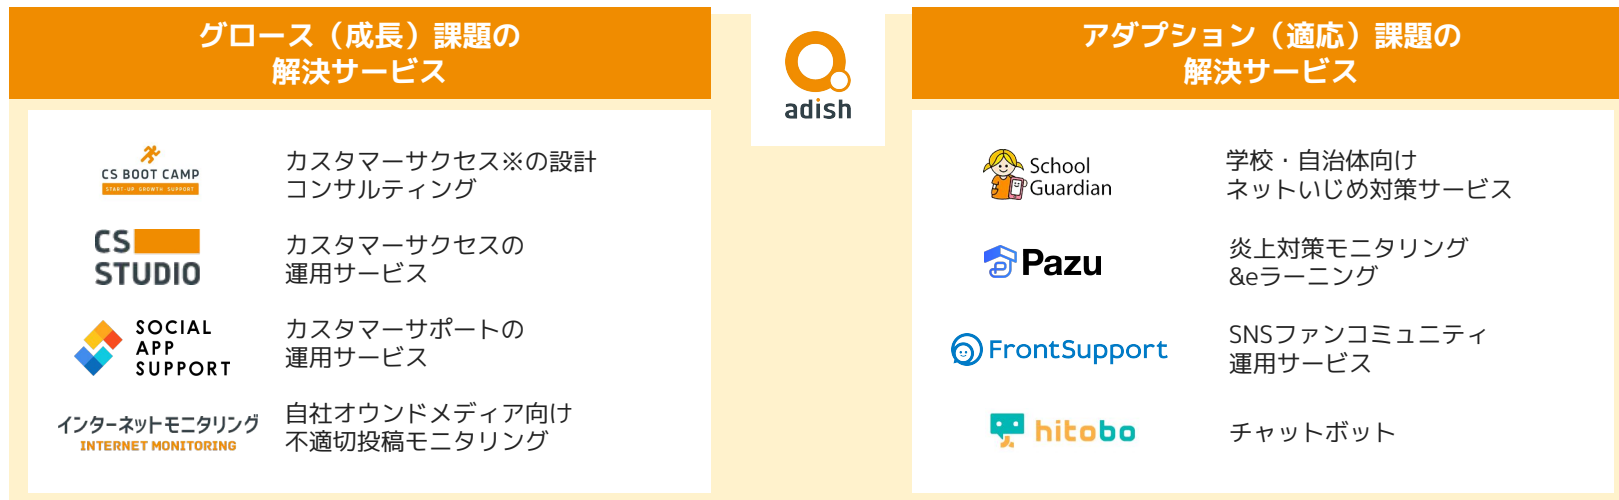 グロース（成長）課題の
解決サービス
CS BOOT CAMP
START-UP GROWTH SUPPORT
カスタマーサクセス※の設計
コンサルティング
CS
STUDIO
カスタマーサクセスの
運用サービス
SOCIAL
APP
SUPPORT
カスタマーサポートの
運用サービス
インターネットモニタリング
INTERNET MONITORING
自社オウンドメディア向け
不適切投稿モニタリング
adish
アダプション（適応）課題の
解決サービス
School
Guardian
学校・自治体向け
ネットいじめ対策サービス
Pazu
炎上対策モニタリング
&eラーニング
FrontSupport
SNSファンコミュニティ
運用サービス
hitobo
チャットボット